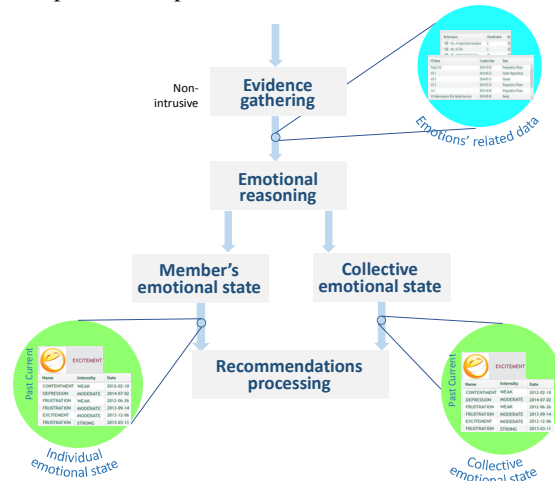 Non-
intrusive
Evidence
gathering
Emotions' related data
Emotional
reasoning
Member's
emotional state
Collective
emotional state
Recommendations
processing
Past Current
EXCITEMENT
Name Intensity Date
CONTENTMENT WEAK 2012-02-10
DEPRESSION MODERATE 2014-07-02
FRUSTRATION WEAK 2012-06-26
FRUSTRATION MODERATE 2013-09-14
EXCITEMENT MODERATE 2013-12-06
FRUSTRATION STRONG 2013-03-11
Individual
emotional state
Past Current
EXCITEMENT
Name Intensity Date
CONTENTMENT WEAK 2012-02-10
DEPRESSION MODERATE 2014-07-02
FRUSTRATION WEAK 2012-06-26
FRUSTRATION MODERATE 2013-09-14
EXCITEMENT MODERATE 2013-12-06
FRUSTRATION STRONG 2013-03-11
Collective
emotional state